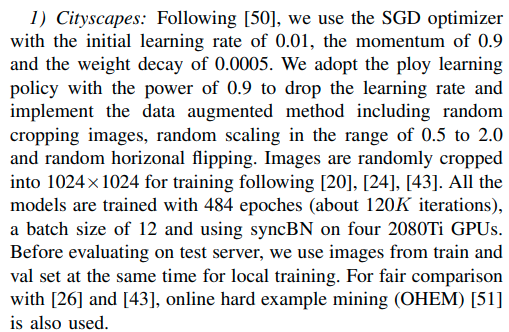 1) Cityscapes: Following [50], we use the SGD optimizer
with the initial learning rate of 0.01, the momentum of 0.9
and the weight decay of 0.0005. We adopt the ploy learning
policy with the power of 0.9 to drop the learning rate and
implement the data augmented method including random
cropping images, random scaling in the range of 0.5 to 2.0
and random horizonal flipping. Images are randomly cropped
into 1024×1024 for training following [20], [24], [43]. All the
models are trained with 484 epoches (about 120K iterations),
a batch size of 12 and using syncBN on four 2080Ti GPUs.
Before evaluating on test server, we use images from train and
val set at the same time for local training. For fair comparison
with [26] and [43], online hard example mining (OHEM) [51]
is also used.